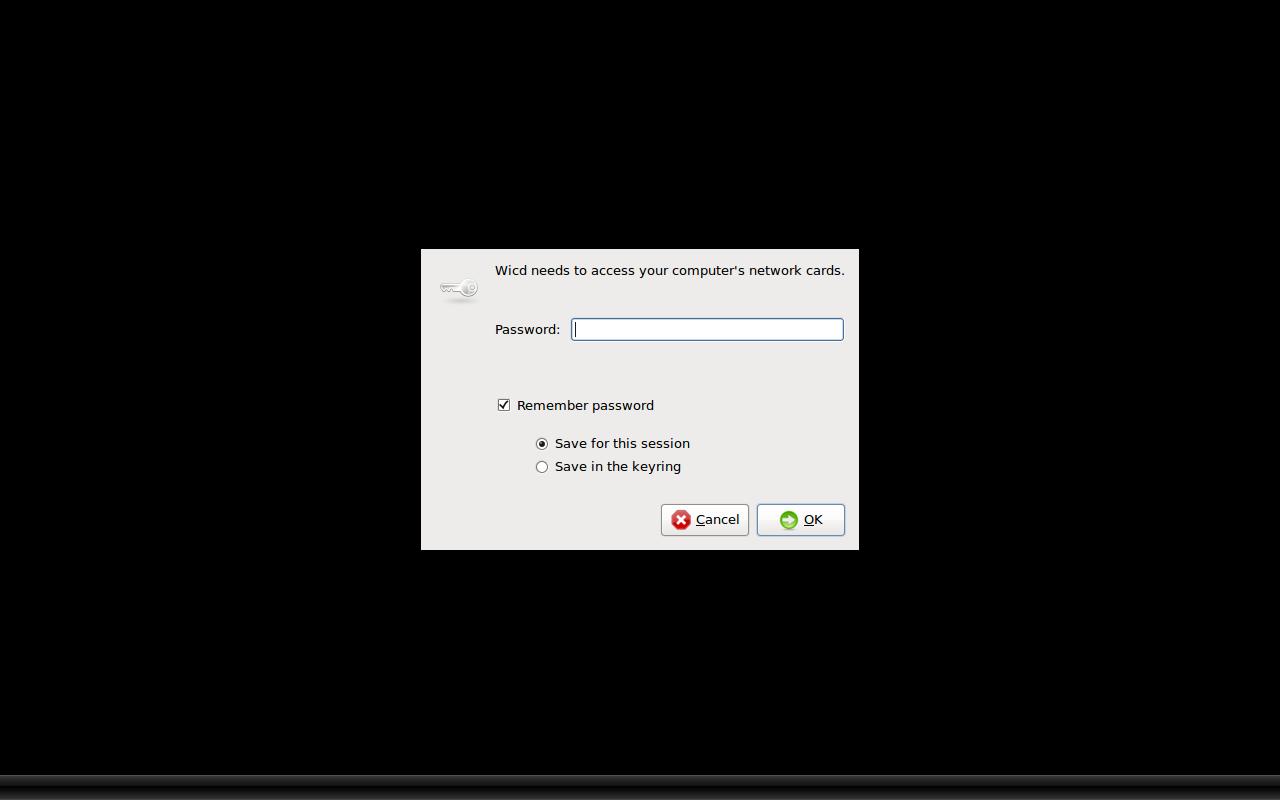 Wicd needs to access your computer's network cards.
Password:
Remember password
Save for this session
Save in the keyring
Cancel
OK